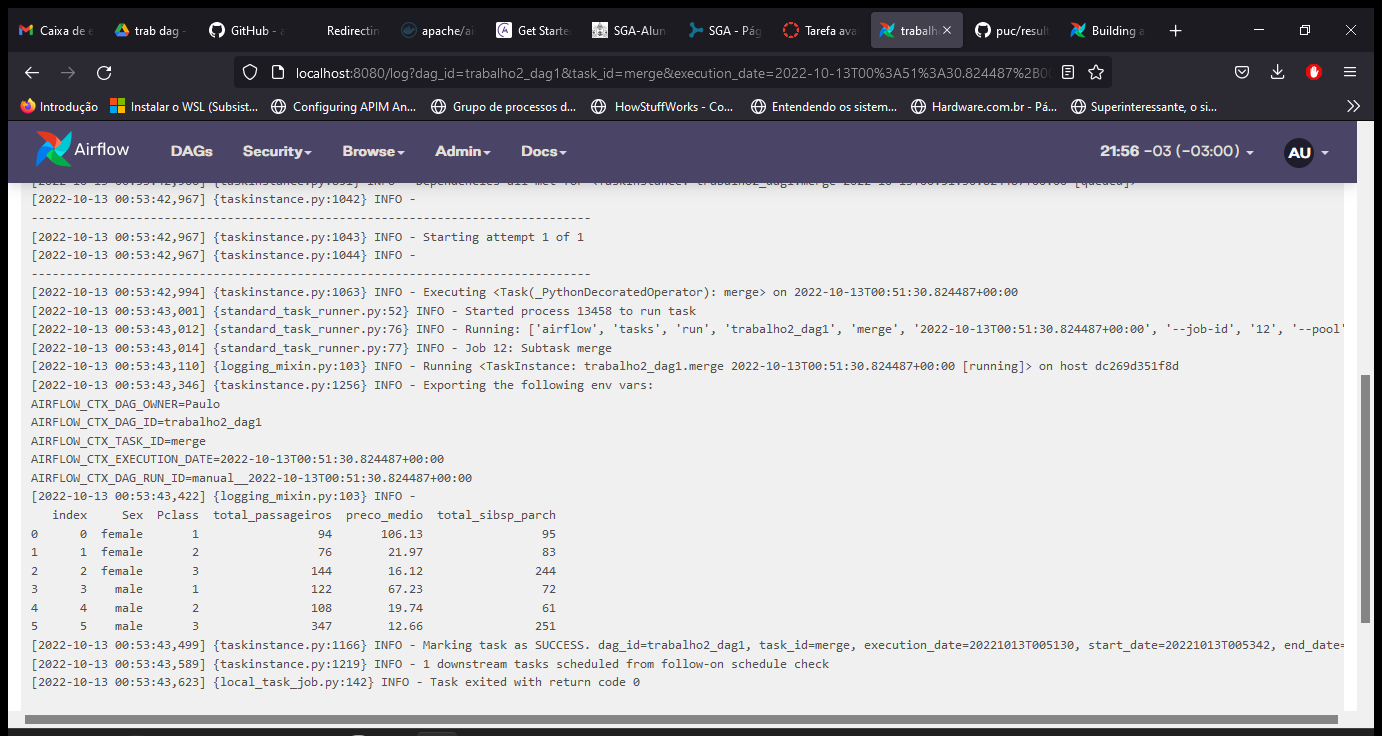 Caixa de e
trab dag -
GitHub - a
Redirectin
apache/ai
Get Starte
SGA-Alun
SGA - Pág
Tarefa ava
trabalh
puc/result
Building a
localhost:8080/log?dag_id=trabalho2_dag1&task_id=merge&execution_date=2022-10-13T00%3A51%3A30.824487%2B00
Introdução
Instalar o WSL (Subsist...
Configuring APIM An...
Grupo de processos d...
HowStuffWorks - Co...
Entendendo os sistem...
Hardware.com.br - Pá...
Superinteressante, o si...
Airflow DAGs Security Browse Admin Docs 21:56 −03 (−03:00) AU
[2022-10-13 00:53:42,967] {taskinstance.py:1042} INFO -
--------------------------------------------------------------------------------
[2022-10-13 00:53:42,967] {taskinstance.py:1043} INFO - Starting attempt 1 of 1
[2022-10-13 00:53:42,967] {taskinstance.py:1044} INFO -
--------------------------------------------------------------------------------
[2022-10-13 00:53:42,994] {taskinstance.py:1063} INFO - Executing <Task(_PythonDecoratedOperator): merge> on 2022-10-13T00:51:30.824487+00:00
[2022-10-13 00:53:43,001] {standard_task_runner.py:52} INFO - Started process 13458 to run task
[2022-10-13 00:53:43,012] {standard_task_runner.py:76} INFO - Running: ['airflow', 'tasks', 'run', 'trabalho2_dag1', 'merge', '2022-10-13T00:51:30.824487+00:00', '--job-id', '12', '--pool'
[2022-10-13 00:53:43,014] {standard_task_runner.py:77} INFO - Job 12: Subtask merge
[2022-10-13 00:53:43,110] {logging_mixin.py:103} INFO - Running <TaskInstance: trabalho2_dag1.merge 2022-10-13T00:51:30.824487+00:00 [running]> on host dc269d351f8d
[2022-10-13 00:53:43,346] {taskinstance.py:1256} INFO - Exporting the following env vars:
AIRFLOW_CTX_DAG_OWNER=Paulo
AIRFLOW_CTX_DAG_ID=trabalho2_dag1
AIRFLOW_CTX_TASK_ID=merge
AIRFLOW_CTX_EXECUTION_DATE=2022-10-13T00:51:30.824487+00:00
AIRFLOW_CTX_DAG_RUN_ID=manual__2022-10-13T00:51:30.824487+00:00
[2022-10-13 00:53:43,422] {logging_mixin.py:103} INFO -
index Sex Pclass total_passageiros preco_medio total_sibsp_parch
0 0 female 1 94 106.13 95
1 1 female 2 76 21.97 83
2 2 female 3 144 16.12 244
3 3 male 1 122 67.23 72
4 4 male 2 108 19.74 61
5 5 male 3 347 12.66 251
[2022-10-13 00:53:43,499] {taskinstance.py:1166} INFO - Marking task as SUCCESS. dag_id=trabalho2_dag1, task_id=merge, execution_date=20221013T005130, start_date=20221013T005342, end_date=
[2022-10-13 00:53:43,589] {taskinstance.py:1219} INFO - 1 downstream tasks scheduled from follow-on schedule check
[2022-10-13 00:53:43,623] {local_task_job.py:142} INFO - Task exited with return code 0